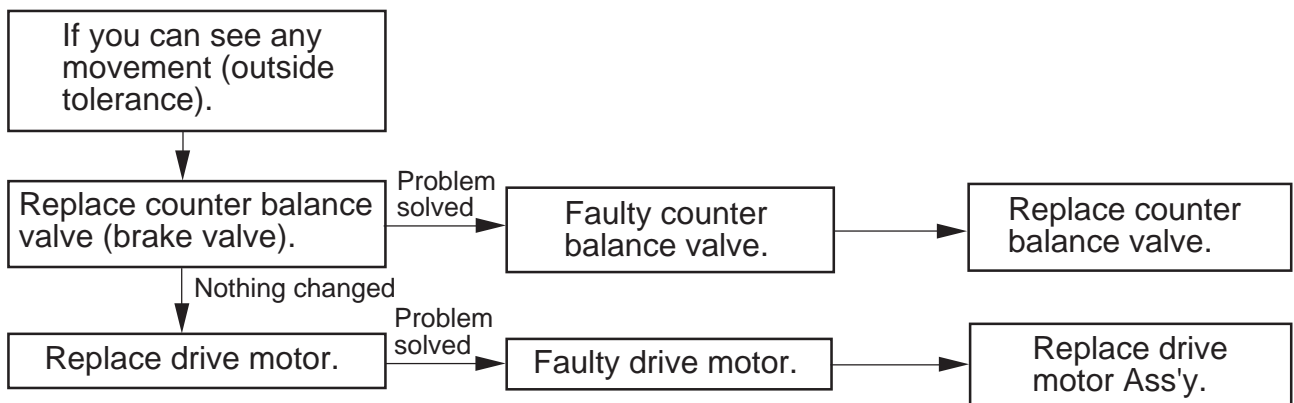 If you can see any
movement (outside
tolerance).
Replace counter balance
valve (brake valve).
Problem
solved
Faulty counter
balance valve.
Replace counter
balance valve.
Nothing changed
Replace drive motor.
Problem
solved
Faulty drive motor.
Replace drive
motor Ass'y.